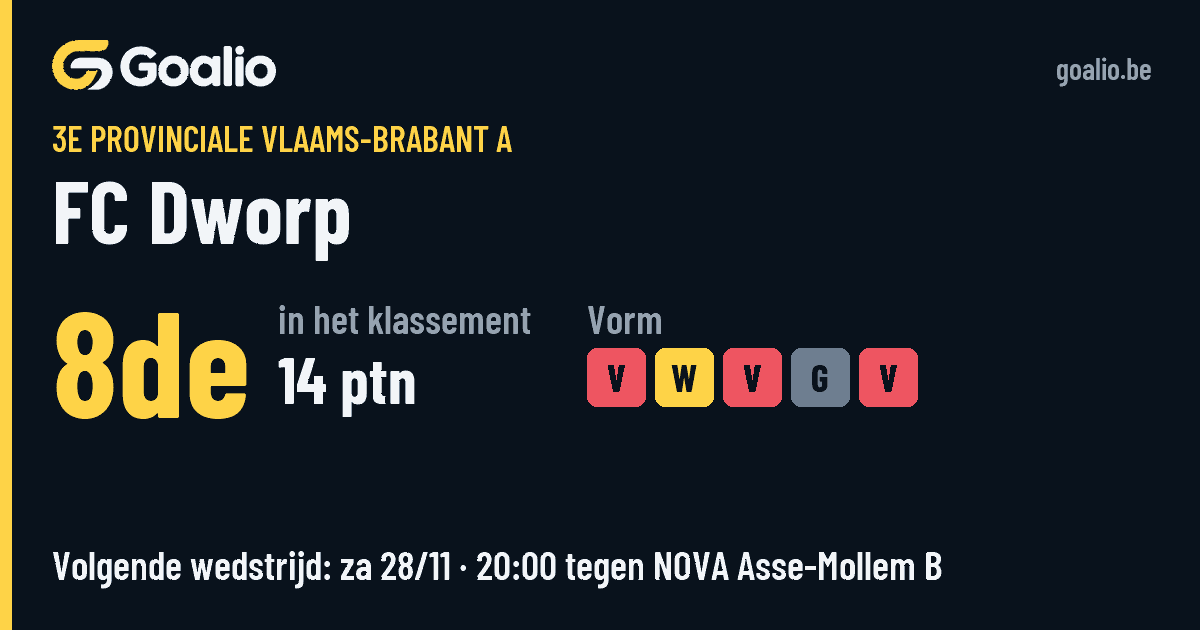 Goalio
goalio.be
3E PROVINCIALE VLAAMS-BRABANT A
FC Dworp
8de
in het klassement
14 ptn
Vorm
V W V G V
Volgende wedstrijd: za 28/11 · 20:00 tegen NOVA Asse-Mollem B